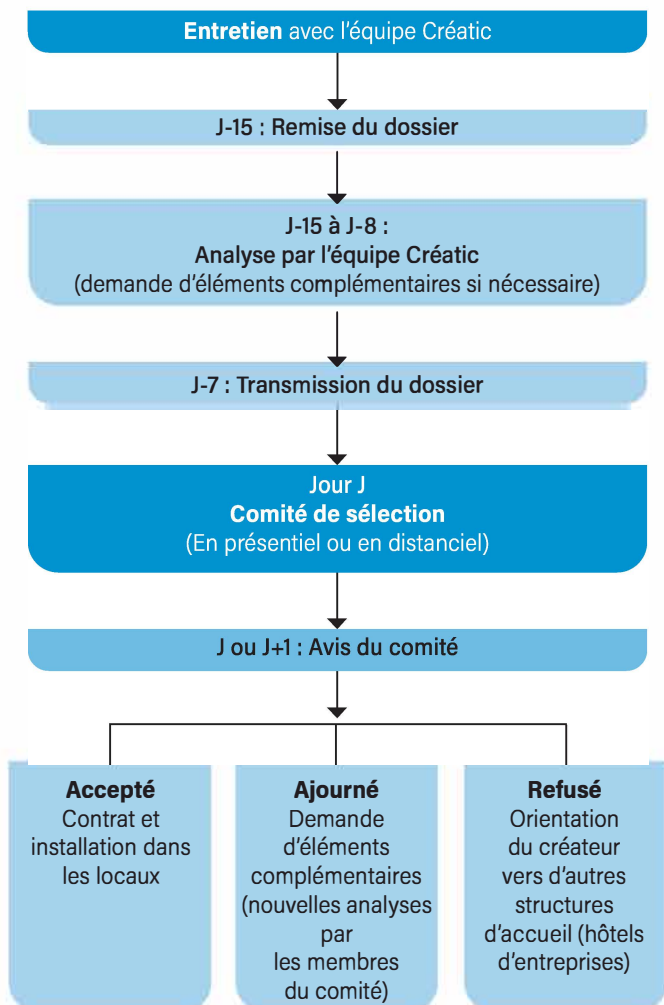 Entretien avec l'équipe Créatic
J-15 : Remise du dossier
J-15 à J-8 :
Analyse par l'équipe Créatic
(demande d'éléments complémentaires si nécessaire)
J-7 : Transmission du dossier
Jour J
Comité de sélection
(En présentiel ou en distanciel)
J ou J+1 : Avis du comité
Accepté
Contrat et
installation dans
les locaux
Ajourné
Demande
d'éléments
complémentaires
(nouvelles analyses
par
les membres
du comité)
Refusé
Orientation
du créateur
vers d'autres
structures
d'accueil (hôtels
d'entreprises)